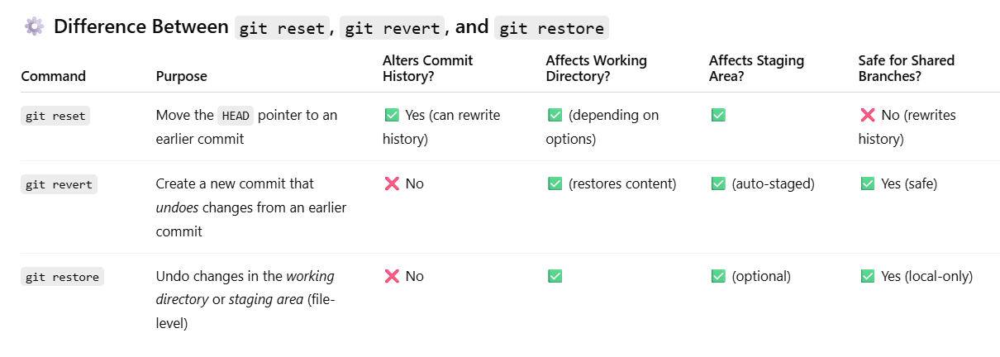 ⚙️ Difference Between git reset, git revert, and git restore
Command Purpose Alters Commit History? Affects Working Directory? Affects Staging Area? Safe for Shared Branches?
git reset Move the HEAD pointer to an earlier commit ✅ Yes (can rewrite history) ✅ (depending on options) ✅ ❌ No (rewrites history)
git revert Create a new commit that undoes changes from an earlier commit ❌ No ✅ (restores content) ✅ (auto-staged) ✅ Yes (safe)
git restore Undo changes in the working directory or staging area (file-level) ❌ No ✅ ✅ (optional) ✅ Yes (local-only)